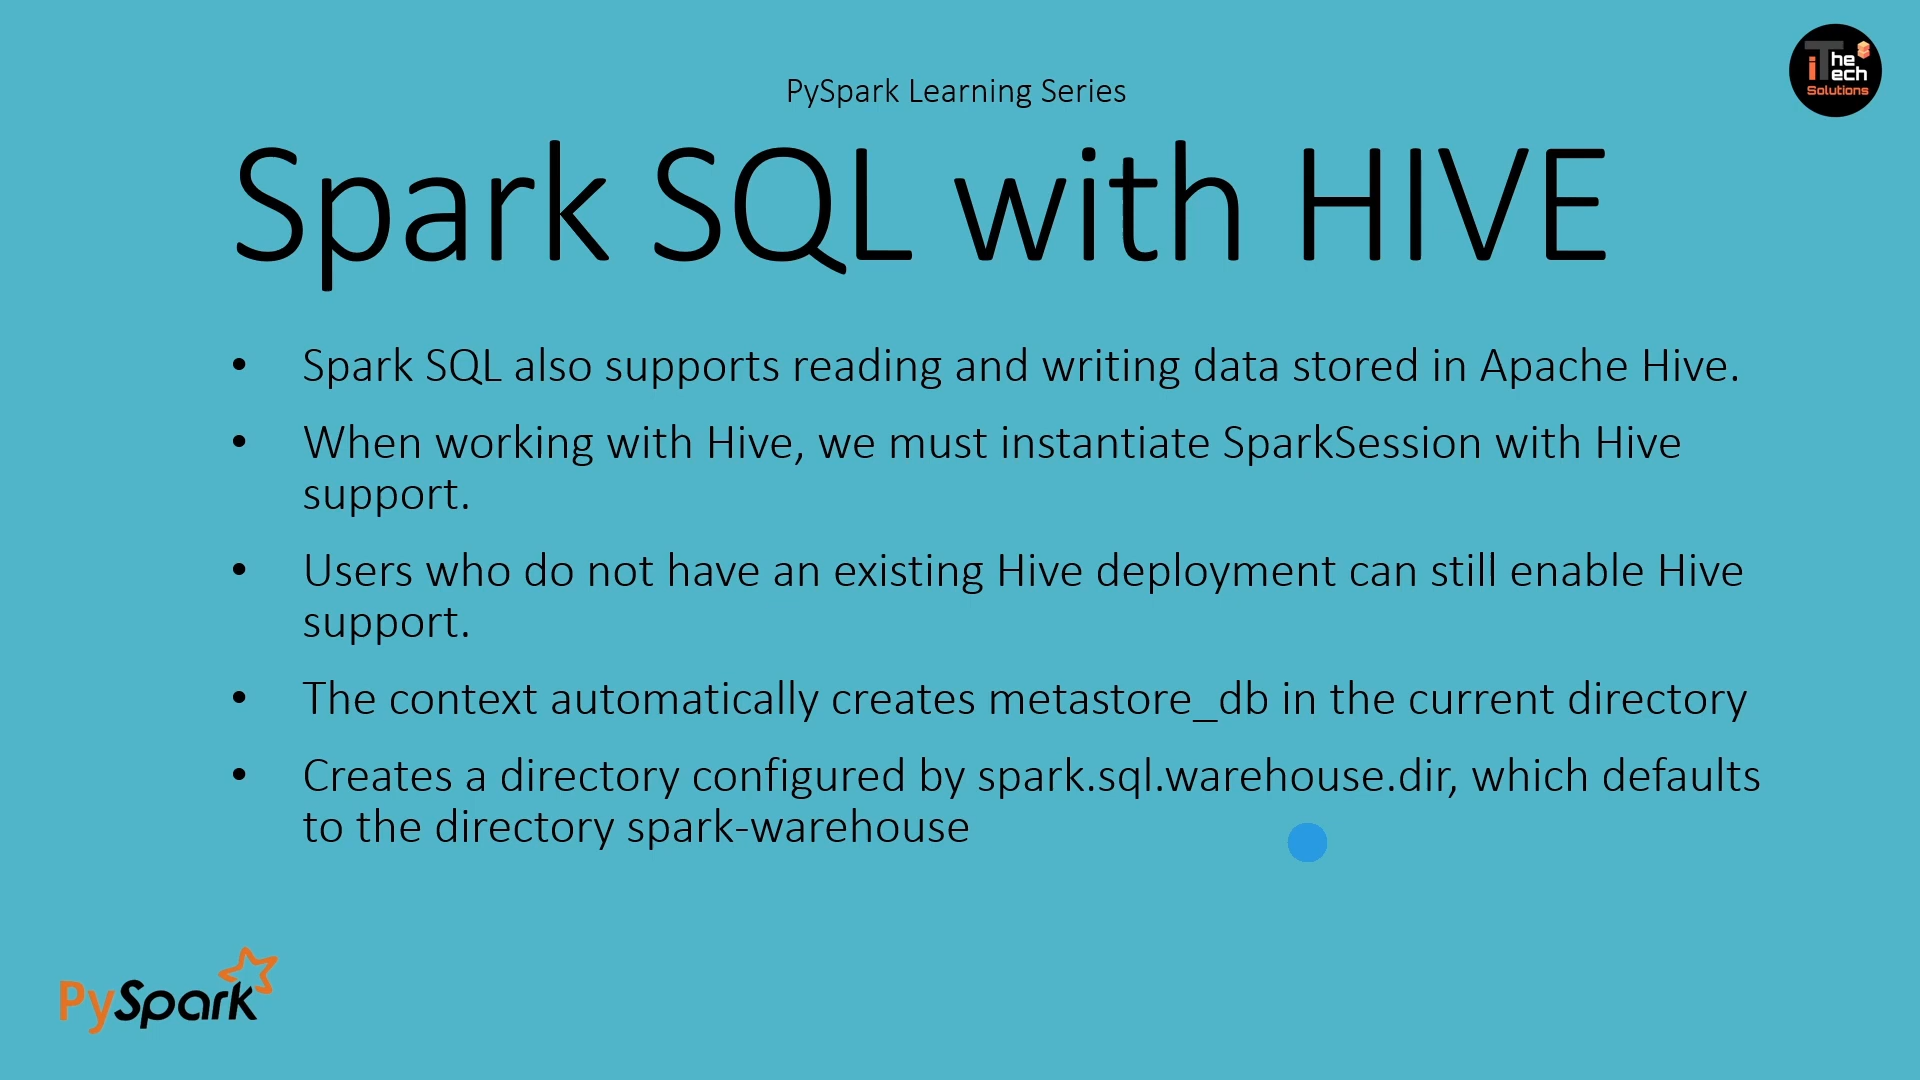 The
iTech
Solutions
PySpark Learning Series
Spark SQL with HIVE
• Spark SQL also supports reading and writing data stored in Apache Hive.
• When working with Hive, we must instantiate SparkSession with Hive
support.
• Users who do not have an existing Hive deployment can still enable Hive
support.
• The context automatically creates metastore_db in the current directory
• Creates a directory configured by spark.sql.warehouse.dir, which defaults
to the directory spark-warehouse
PySpark